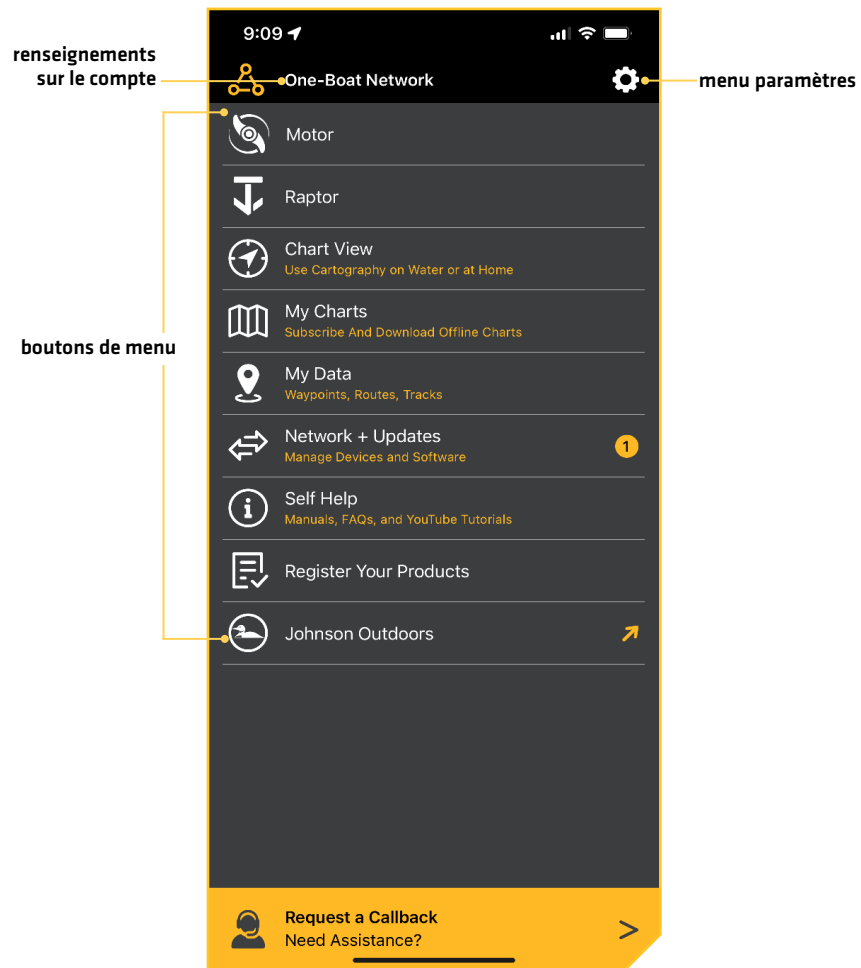 9:09
renseignements
sur le compte
One-Boat Network
menu paramètres
Motor
Raptor
Chart View
Use Cartography on Water or at Home
My Charts
Subscribe And Download Offline Charts
boutons de menu
My Data
Waypoints, Routes, Tracks
Network + Updates
Manage Devices and Software
1
Self Help
Manuals, FAQs, and YouTube Tutorials
Register Your Products
Johnson Outdoors
Request a Callback
Need Assistance?